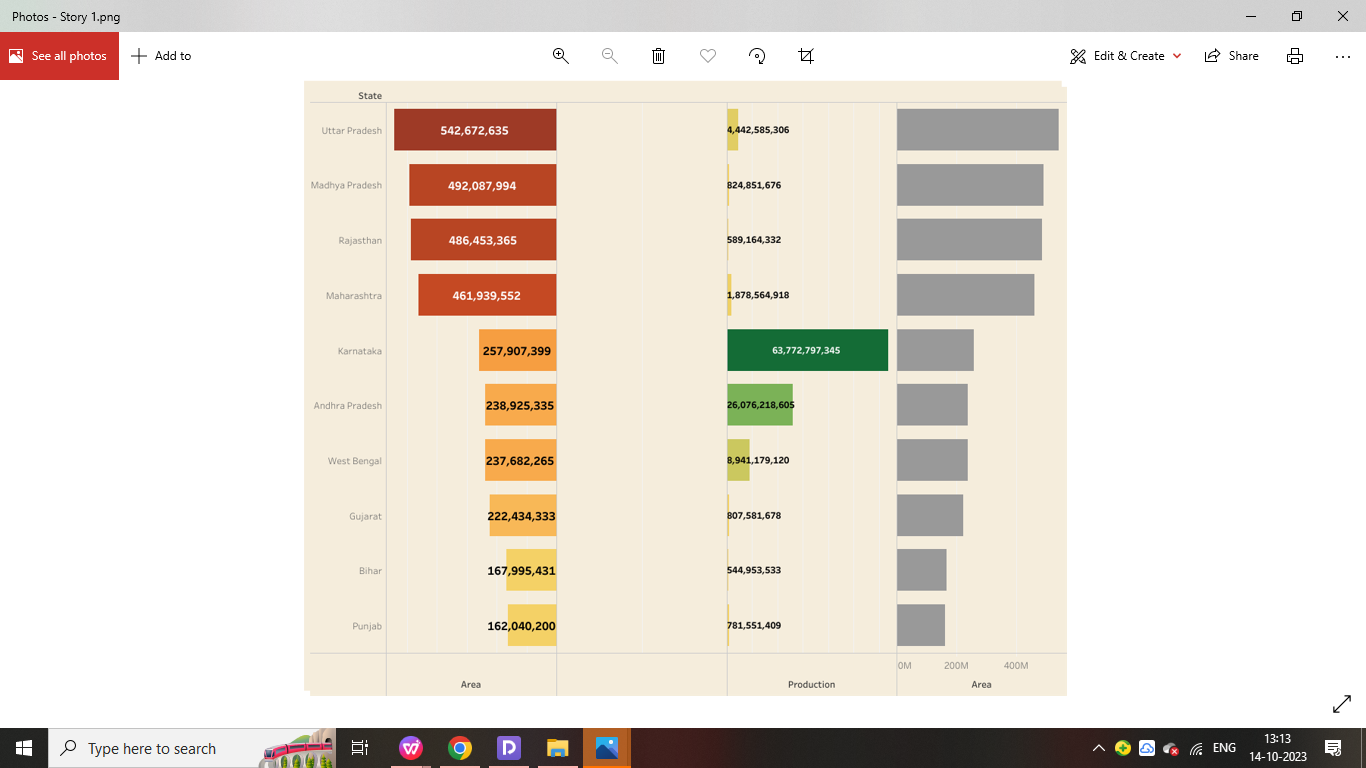 Photos - Story 1.png
See all photos
Add to
Edit & Create
Share
State
Uttar Pradesh 542,672,635 4,442,585,306
Madhya Pradesh 492,087,994 824,851,676
Rajasthan 486,453,365 589,164,332
Maharashtra 461,939,552 1,878,564,918
Karnataka 257,907,399 63,772,797,345
Andhra Pradesh 238,925,335 26,076,218,605
West Bengal 237,682,265 8,941,179,120
Gujarat 222,434,333 807,581,678
Bihar 167,995,431 544,953,533
Punjab 162,040,200 781,551,409
0M 200M 400M
Area Production Area
Type here to search
ENG
13:13
14-10-2023